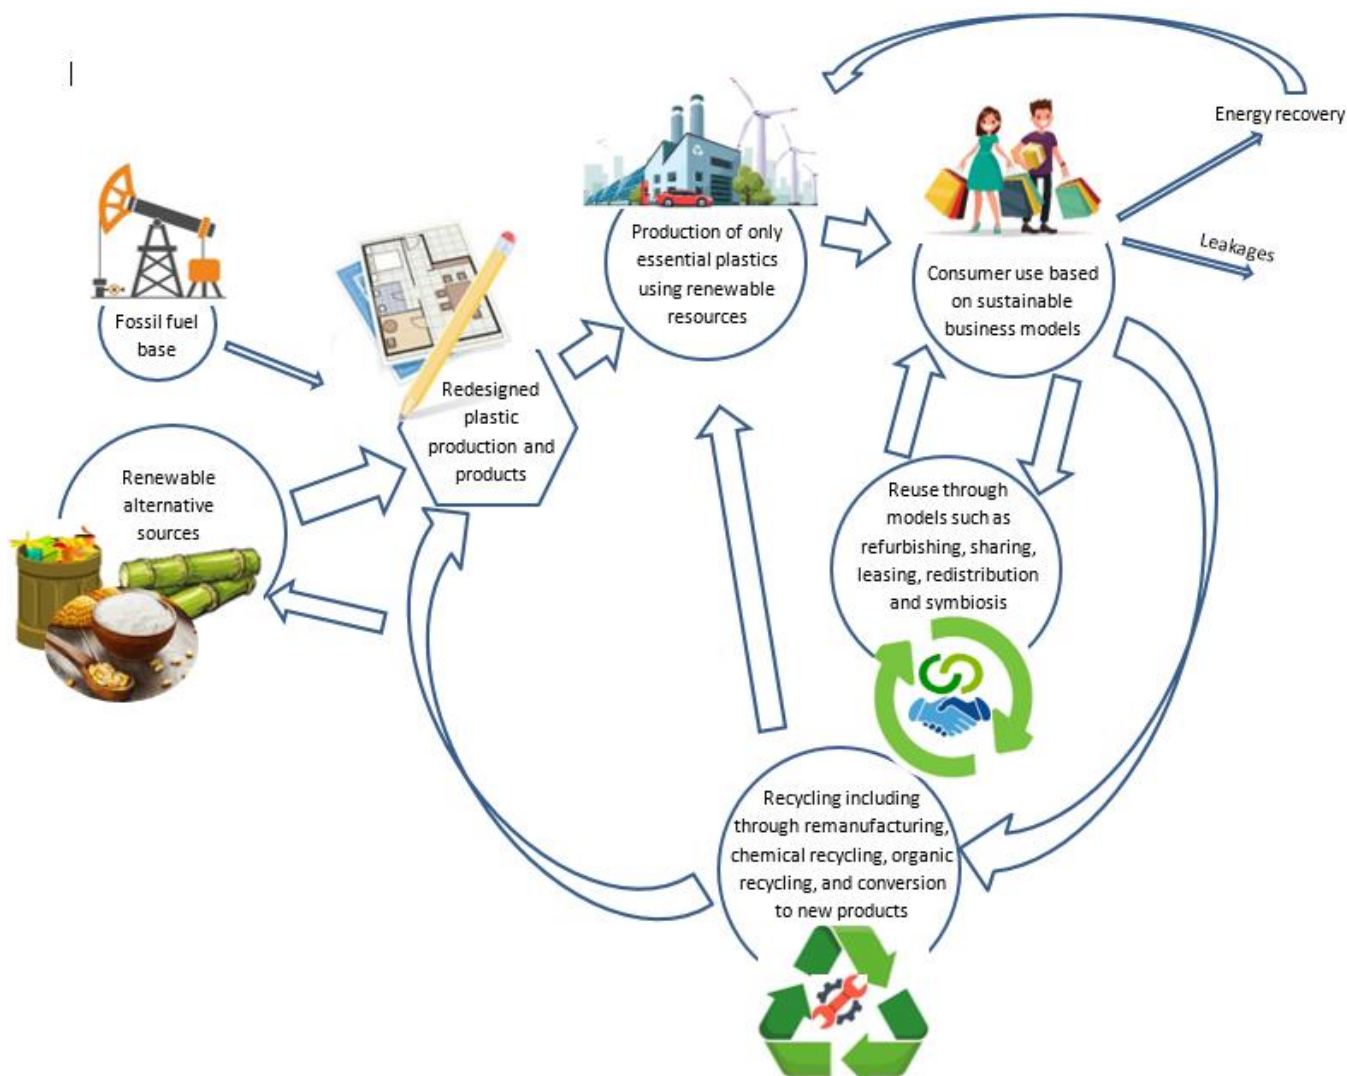 Energy recovery
Leakages
Production of only
essential plastics
using renewable
resources
Consumer use based
on sustainable
business models
Fossil fuel
base
Redesigned
plastic
production and
products
Renewable
alternative
sources
Reuse through
models such as
refurbishing, sharing,
leasing, redistribution
and symbiosis
Recycling including
through remanufacturing,
chemical recycling, organic
recycling, and conversion
to new products